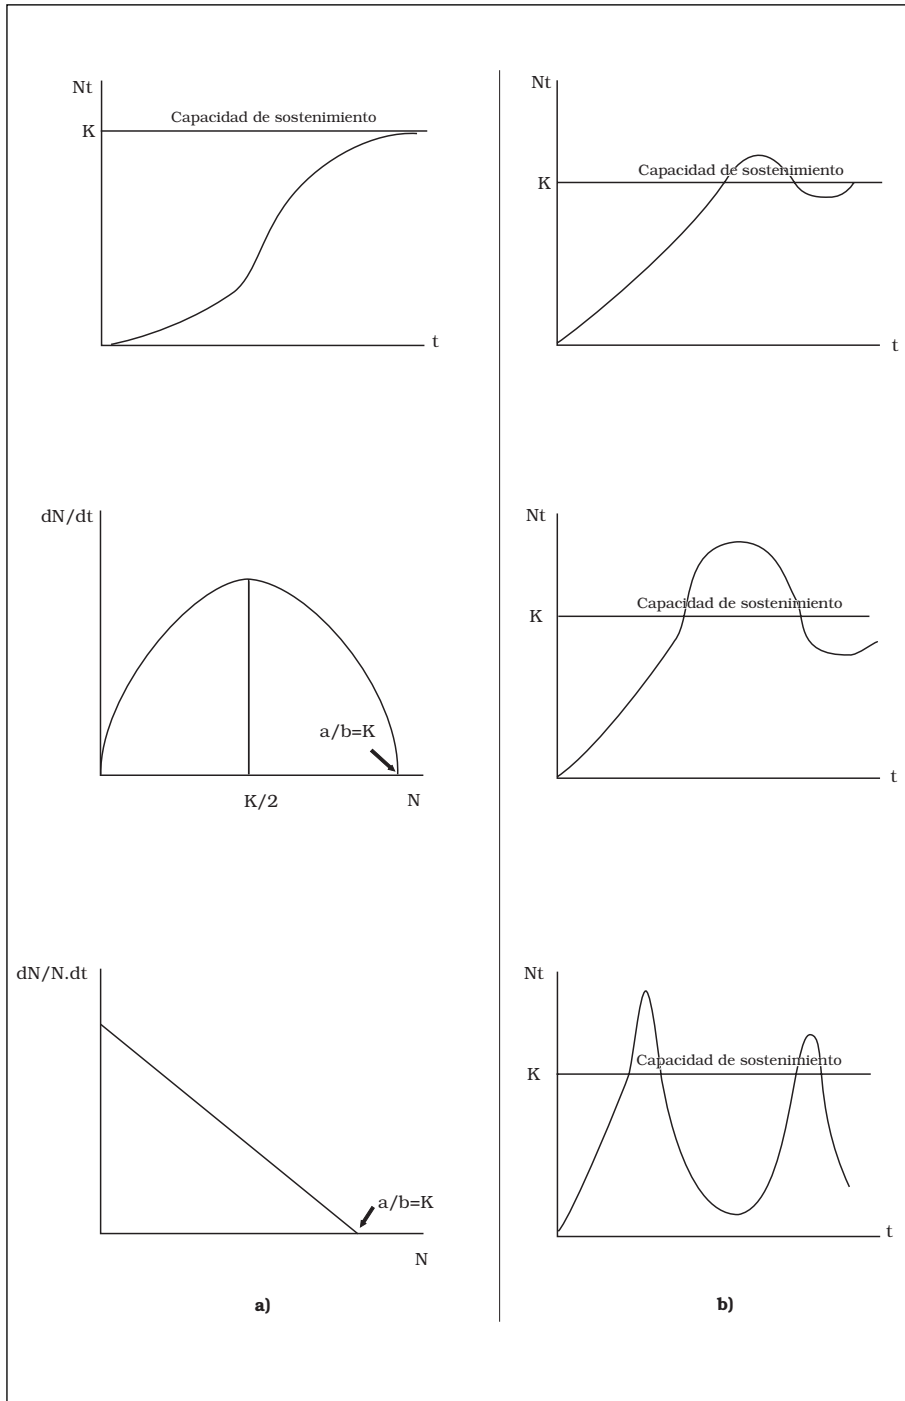 Nt
Capacidad de sostenimiento
K
t
dN/dt
a/b=K
K/2
N
dN/N.dt
a/b=K
N
a)
Nt
Capacidad de sostenimiento
K
t
Nt
Capacidad de sostenimiento
K
t
Nt
Capacidad de sostenimiento
K
t
b)